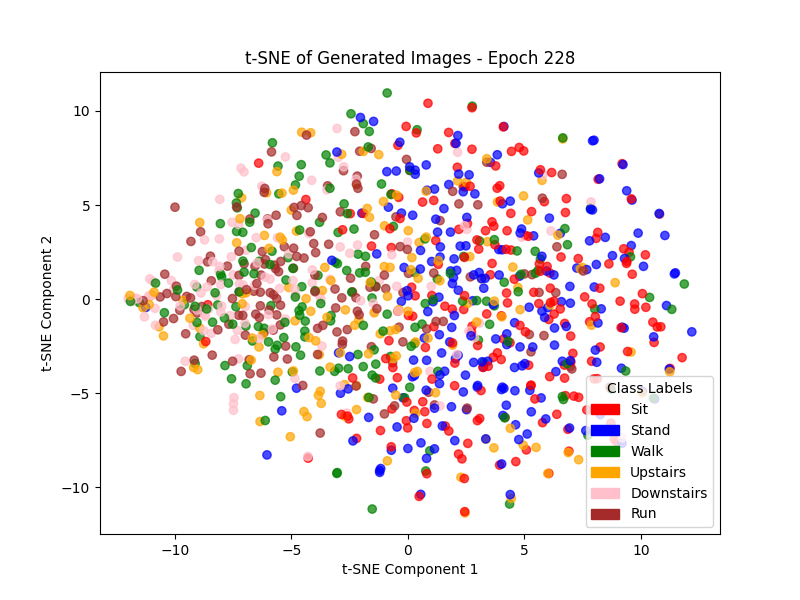 t-SNE of Generated Images - Epoch 228
10
5
0
−5
−10
t-SNE Component 2
−10
−5
0
5
10
t-SNE Component 1
Class Labels
Sit
Stand
Walk
Upstairs
Downstairs
Run